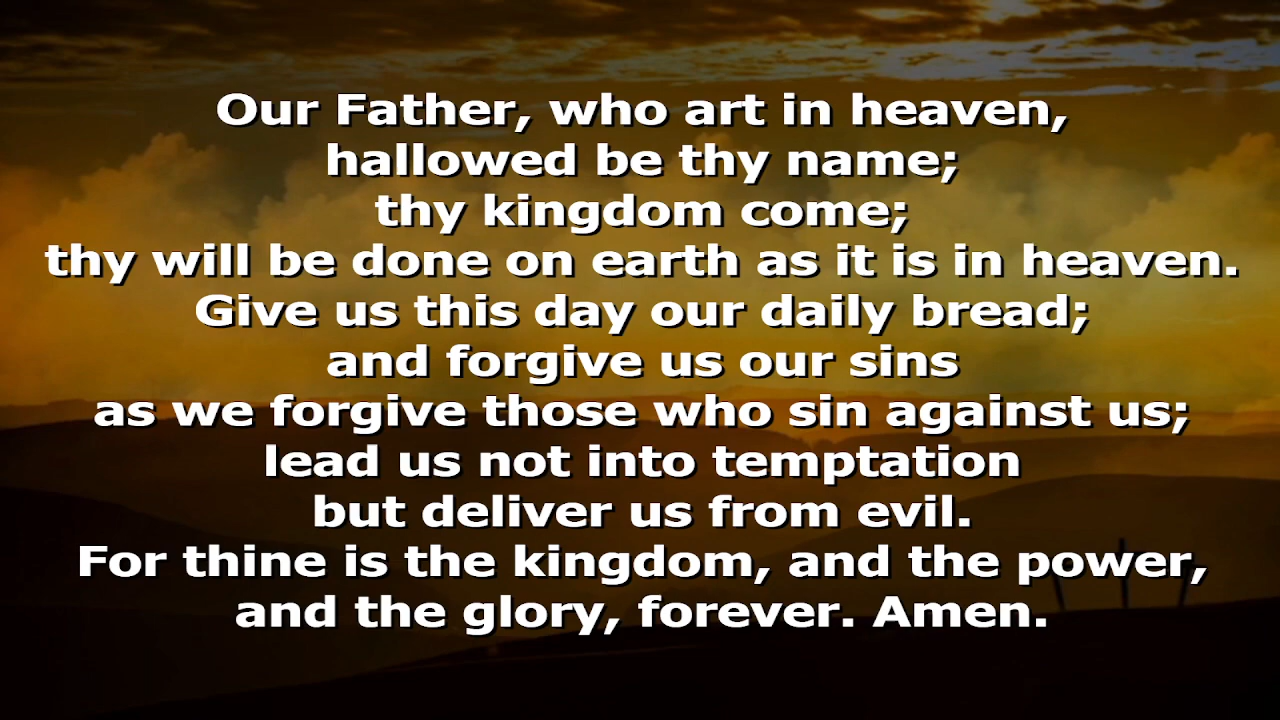 Our Father, who art in heaven,
hallowed be thy name;
thy kingdom come;
thy will be done on earth as it is in heaven.
Give us this day our daily bread;
and forgive us our sins
as we forgive those who sin against us;
lead us not into temptation
but deliver us from evil.
For thine is the kingdom, and the power,
and the glory, forever. Amen.